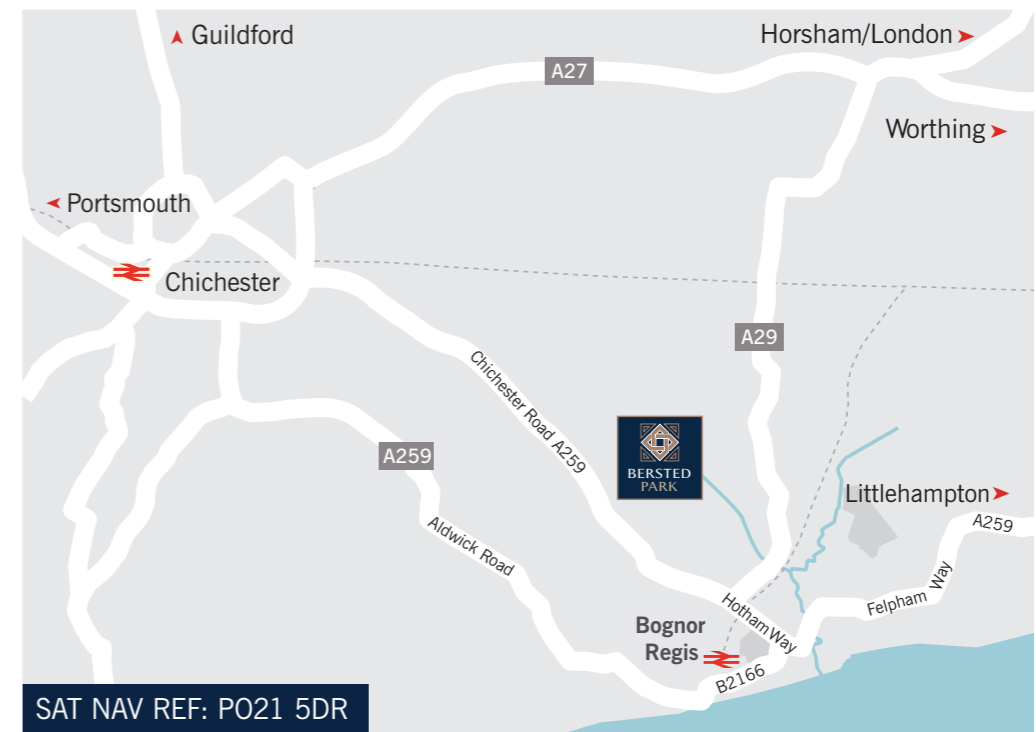 Guildford
Horsham/London
A27
Worthing
Portsmouth
Chichester
A29
Chichester Road A259
A259
BERSTED
PARK
Littlehampton
A259
Aldwick Road
Felpham Way
Hotham Way
Bognor
Regis
B2166
SAT NAV REF: PO21 5DR